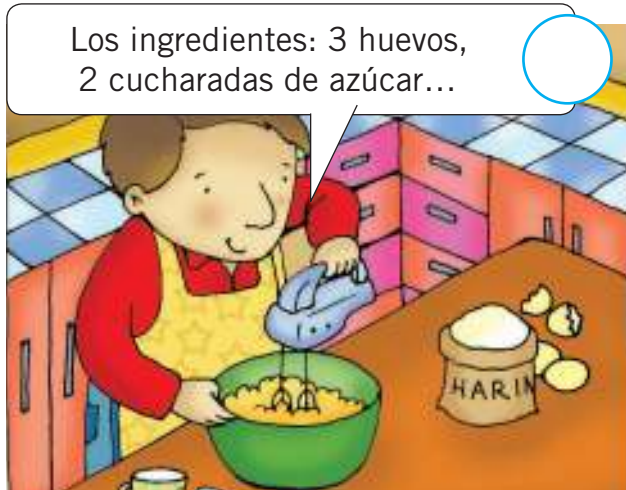 Los ingredientes: 3 huevos,
2 cucharadas de azúcar…
HARIN